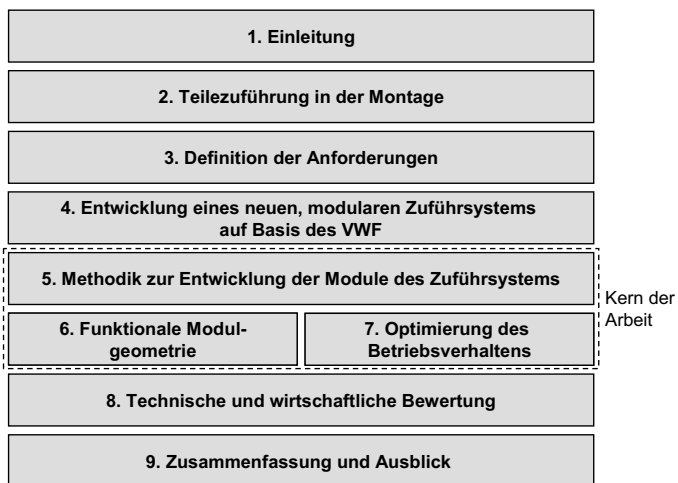 1. Einleitung
2. Teilezuführung in der Montage
3. Definition der Anforderungen
4. Entwicklung eines neuen, modularen Zuführsystems
auf Basis des VWF
5. Methodik zur Entwicklung der Module des Zuführsystems
Kern der
Arbeit
6. Funktionale Modul-
geometrie
7. Optimierung des
Betriebsverhaltens
8. Technische und wirtschaftliche Bewertung
9. Zusammenfassung und Ausblick